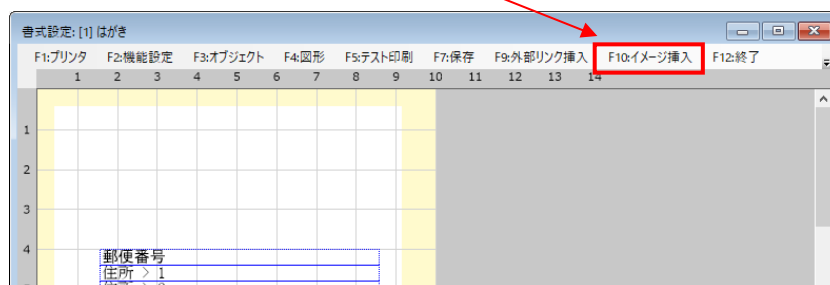 書式設定: [1] はがき
F1:プリンタ F2:機能設定 F3:オブジェクト F4:図形 F5:テスト印刷 F7:保存 F9:外部リンク挿入 F10:イメージ挿入 F12:終了
1 2 3 4 5 6 7 8 9 10 11 12 13 14
1
2
3
4
郵便番号
住所 > 1